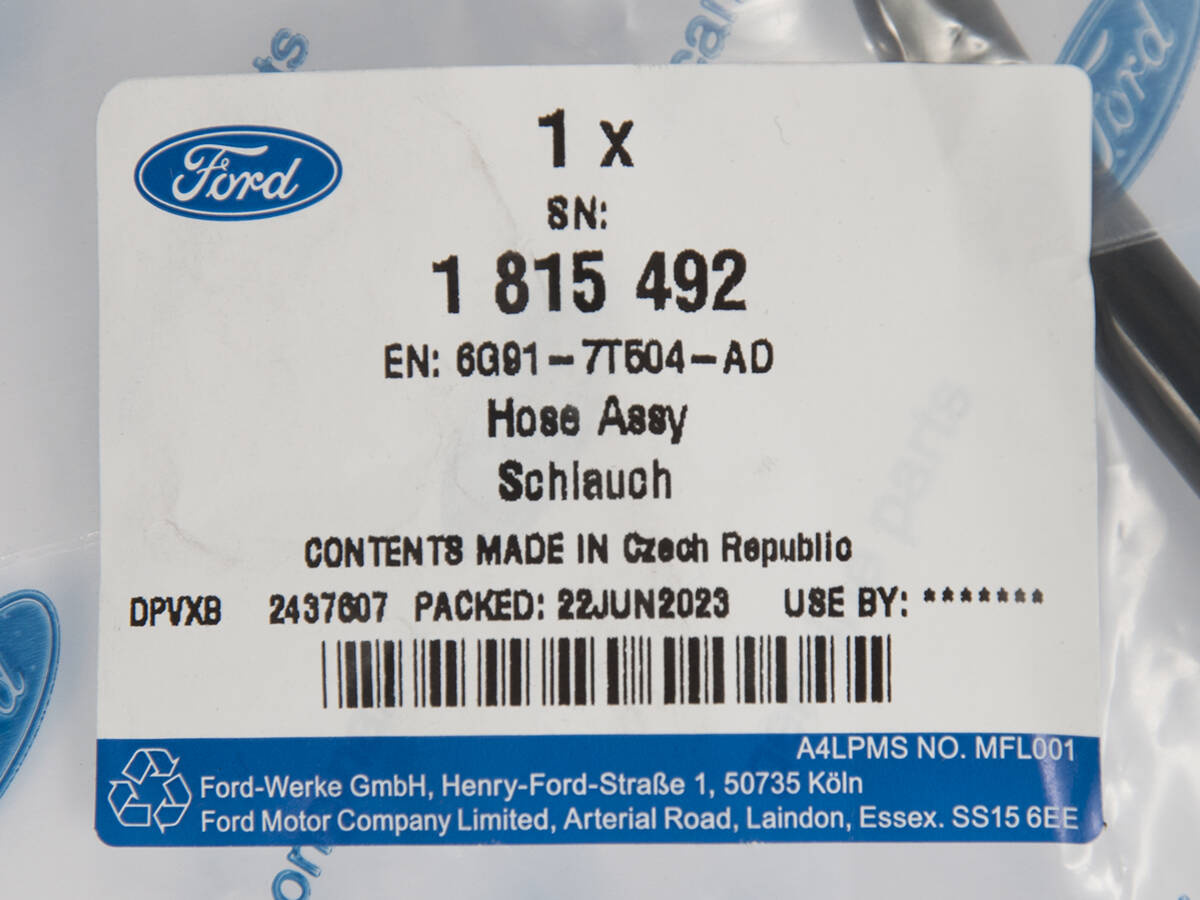 Ford
1 x
SN:
1 815 492
EN: 6G91-7T504-AD
Hose Assy
Schlauch
CONTENTS MADE IN Czech Republic
DPVXB 2437607 PACKED: 22JUN2023 USE BY: *******
A4LPMS NO. MFL001
Ford-Werke GmbH, Henry-Ford-Straße 1, 50735 Köln
Ford Motor Company Limited, Arterial Road, Laindon, Essex. SS15 6EE
Ford
parts